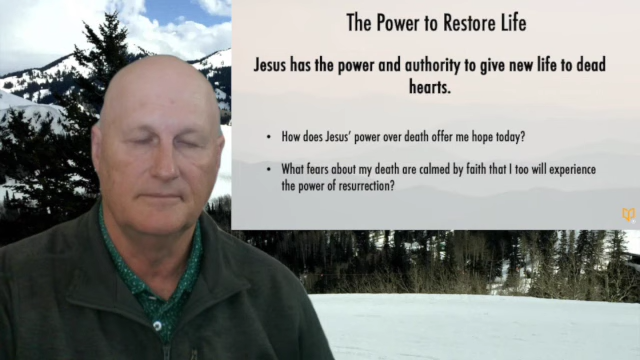 The Power to Restore Life
Jesus has the power and authority to give new life to dead
hearts.
• How does Jesus' power over death offer me hope today?
• What fears about my death are calmed by faith that I too will experience
the power of resurrection?